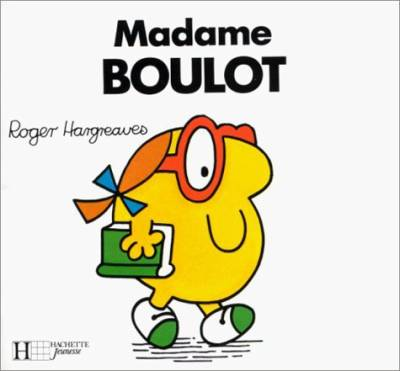 Madame
BOULOT
Roger Hargreaves
H HACHETTE
Jeunesse